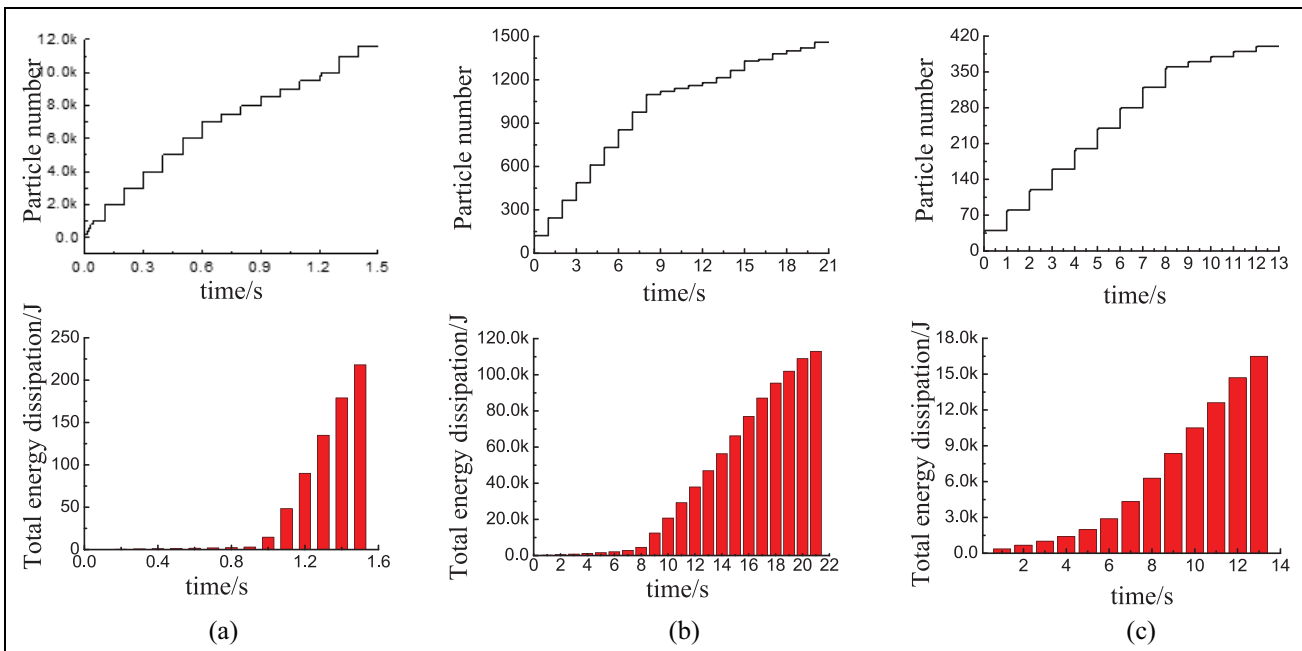 Particle number
12.0k
10.0k
8.0k
6.0k
4.0k
2.0k
0.0
0.0 0.3 0.6 0.9 1.2 1.5
time/s
Particle number
1500
1200
900
600
300
0
0 3 6 9 12 15 18 21
time/s
Particle number
420
350
280
210
140
70
0
0 1 2 3 4 5 6 7 8 9 10 11 12 13
time/s
Total energy dissipation/J
250
200
150
100
50
0
0.0 0.4 0.8 1.2 1.6
time/s
(a)
Total energy dissipation/J
120.0k
100.0k
80.0k
60.0k
40.0k
20.0k
0.0
0 2 4 6 8 10 12 14 16 18 20 22
time/s
(b)
Total energy dissipation/J
18.0k
15.0k
12.0k
9.0k
6.0k
3.0k
0.0
2 4 6 8 10 12 14
time/s
(c)